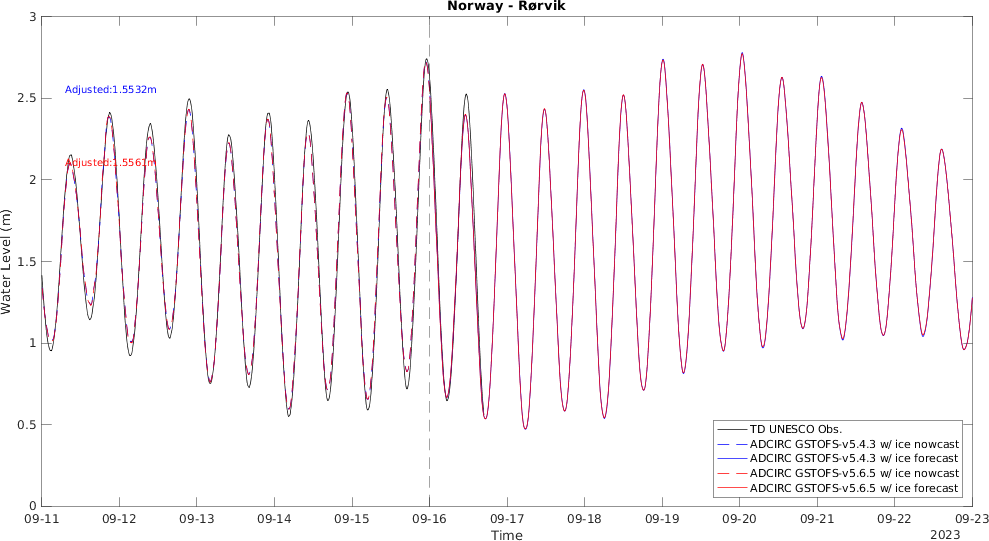 Norway - Rørvik
3
2.5
2
1.5
1
0.5
0
Water Level (m)
Adjusted:1.5532m
Adjusted:1.5561m
TD UNESCO Obs.
ADCIRC GSTOFS-v5.4.3 w/ ice nowcast
ADCIRC GSTOFS-v5.4.3 w/ ice forecast
ADCIRC GSTOFS-v5.6.5 w/ ice nowcast
ADCIRC GSTOFS-v5.6.5 w/ ice forecast
09-11 09-12 09-13 09-14 09-15 09-16 09-17 09-18 09-19 09-20 09-21 09-22 09-23
Time
2023